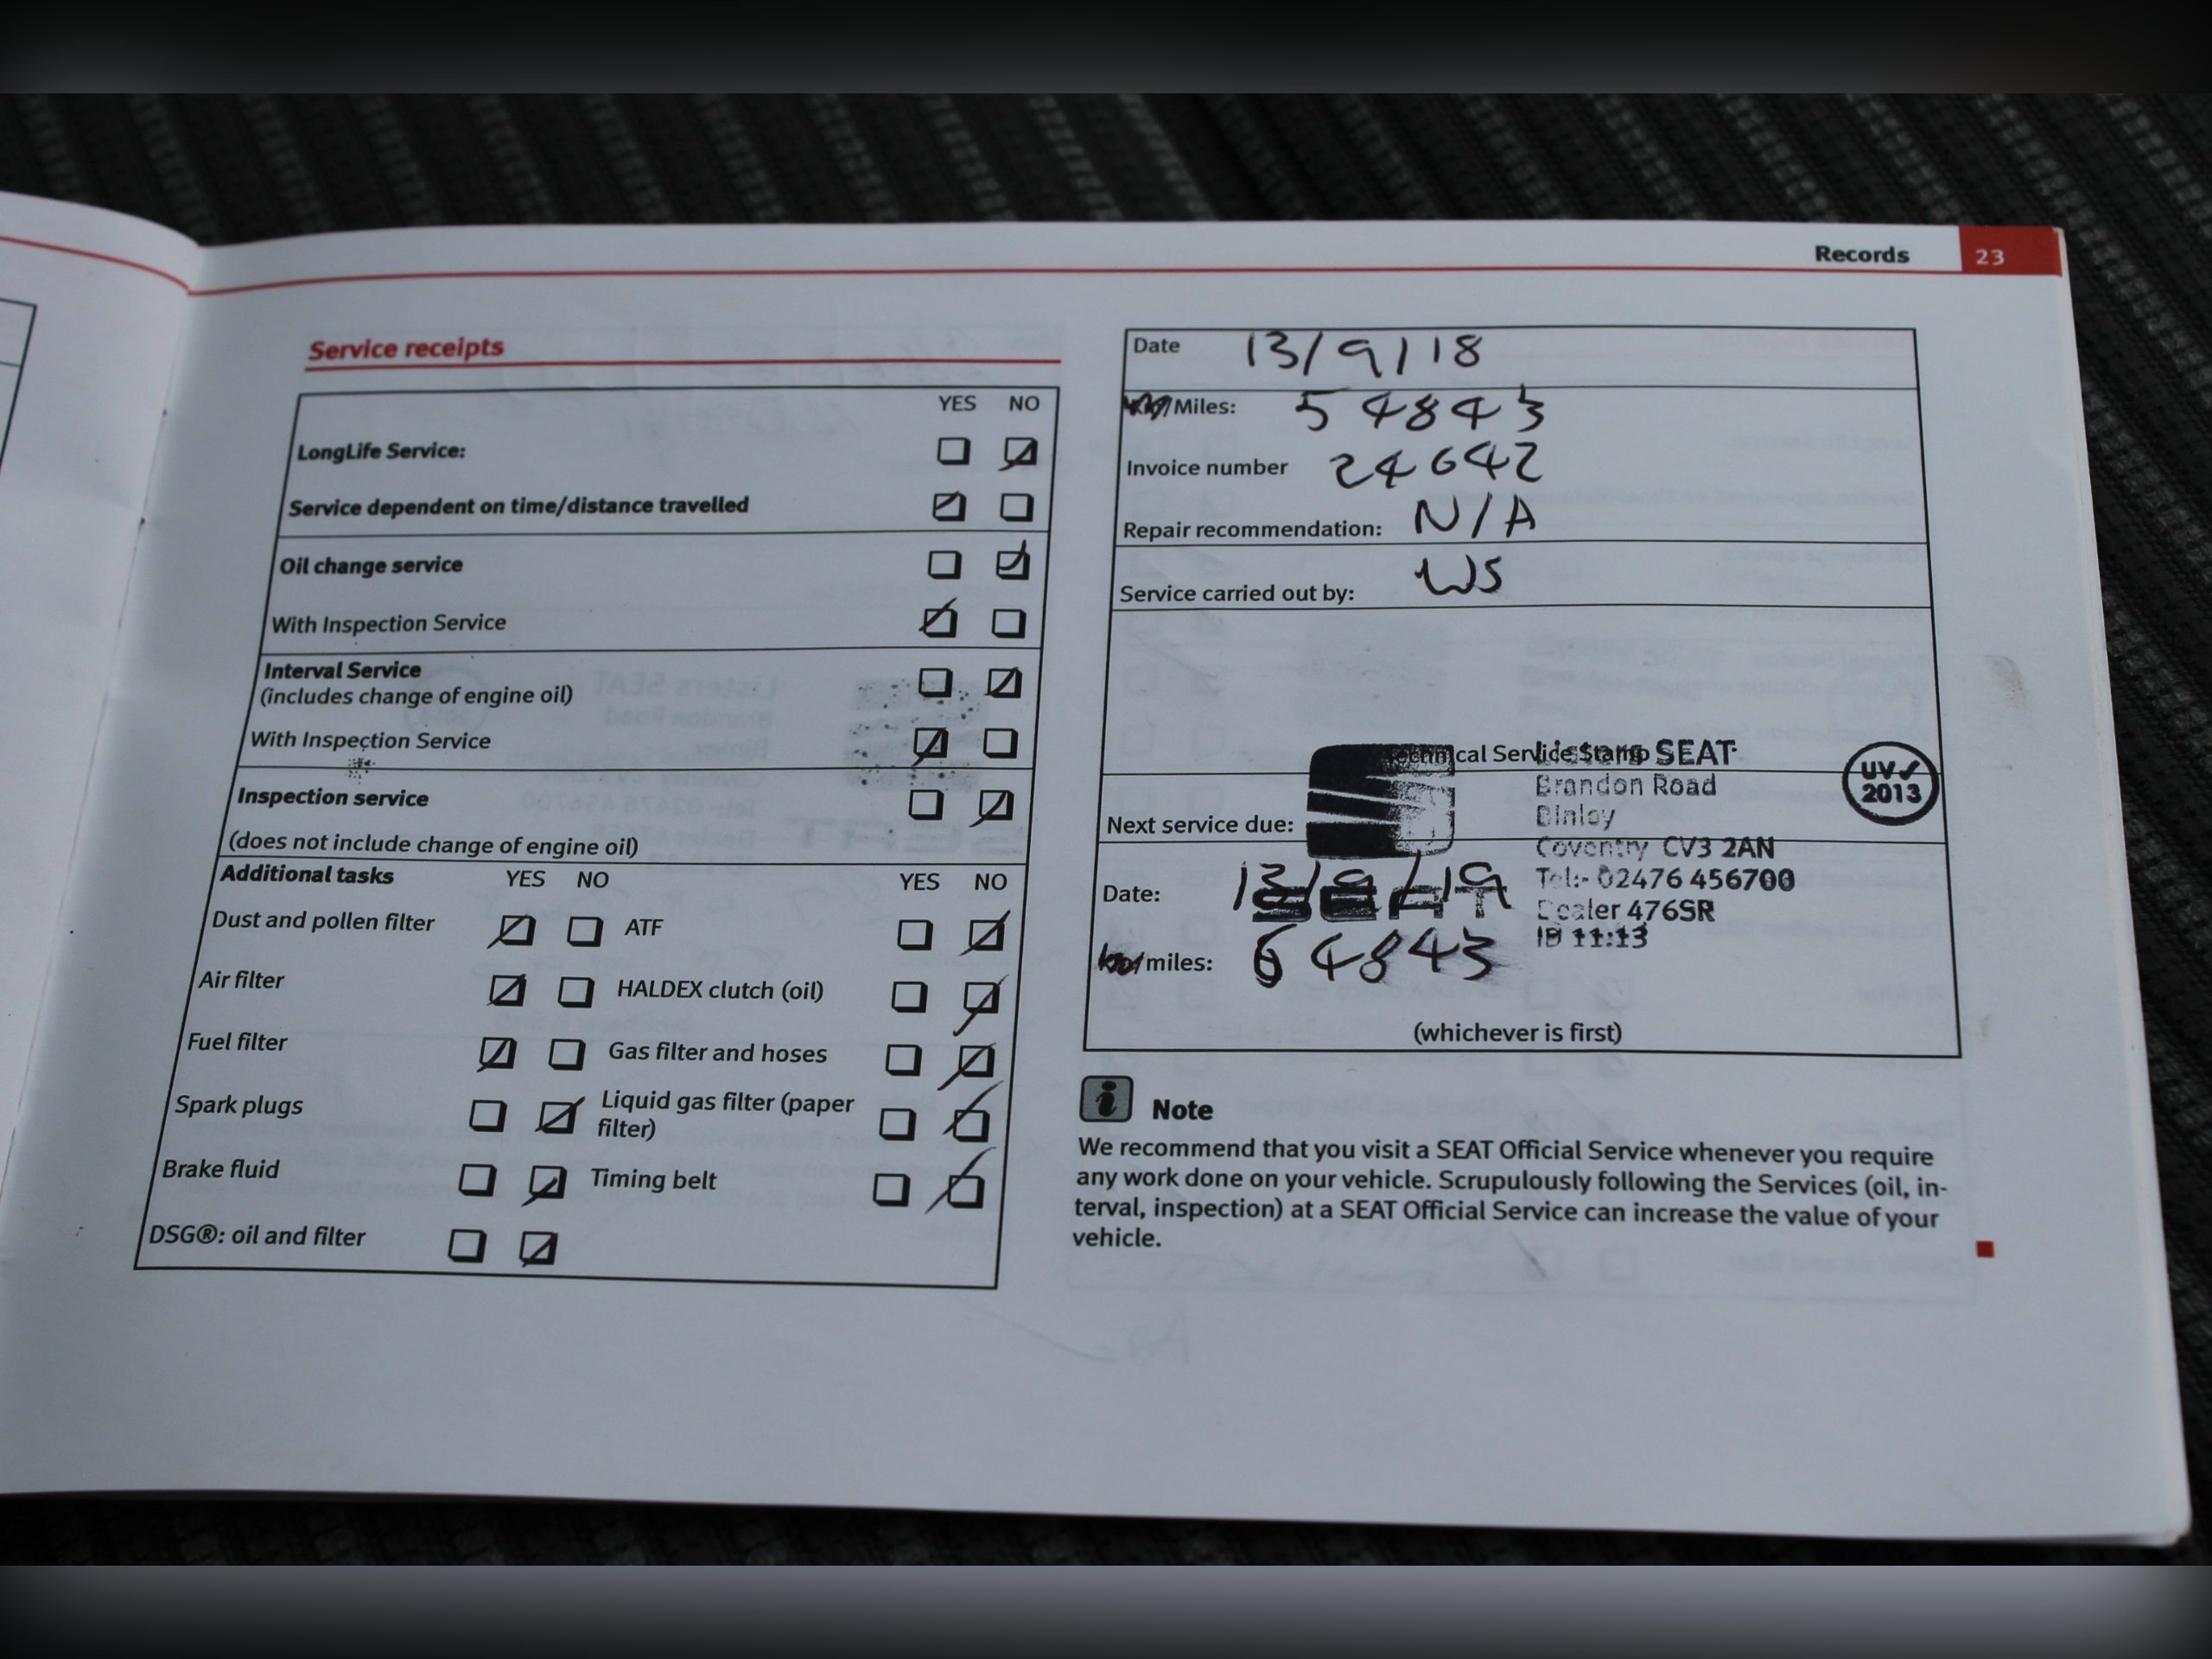 Records 23
Service receipts
YES NO
LongLife Service:
Service dependent on time/distance travelled
Oil change service
With Inspection Service
Interval Service
(includes change of engine oil)
With Inspection Service
Inspection service
(does not include change of engine oil)
Additional tasks YES NO YES NO
Dust and pollen filter ATF
Air filter HALDEX clutch (oil)
Fuel filter Gas filter and hoses
Spark plugs Liquid gas filter (paper
filter)
Brake fluid Timing belt
DSG®: oil and filter
Date 13/9/18
/Miles: 54843
Invoice number 24642
Repair recommendation: N/A
Service carried out by: WS
Technical Service Stamp
Listers SEAT
Brandon Road
Binley
Coventry CV3 2AN
Tel:- 02476 456700
Dealer 476SR
ID 11:13
UV✓
2013
SEAT
Next service due:
Date: 13/9/19
/miles: 64843
(whichever is first)
i Note
We recommend that you visit a SEAT Official Service whenever you require
any work done on your vehicle. Scrupulously following the Services (oil, in-
terval, inspection) at a SEAT Official Service can increase the value of your
vehicle.